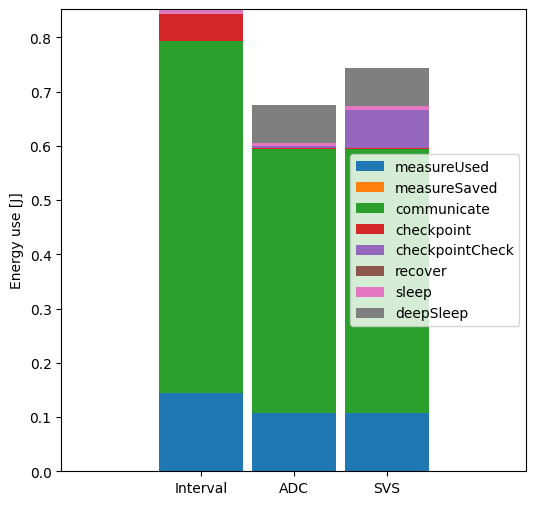 0.8
0.7
0.6
0.5
0.4
0.3
0.2
0.1
0.0
Energy use [J]
measureUsed
measureSaved
communicate
checkpoint
checkpointCheck
recover
sleep
deepSleep
Interval
ADC
SVS